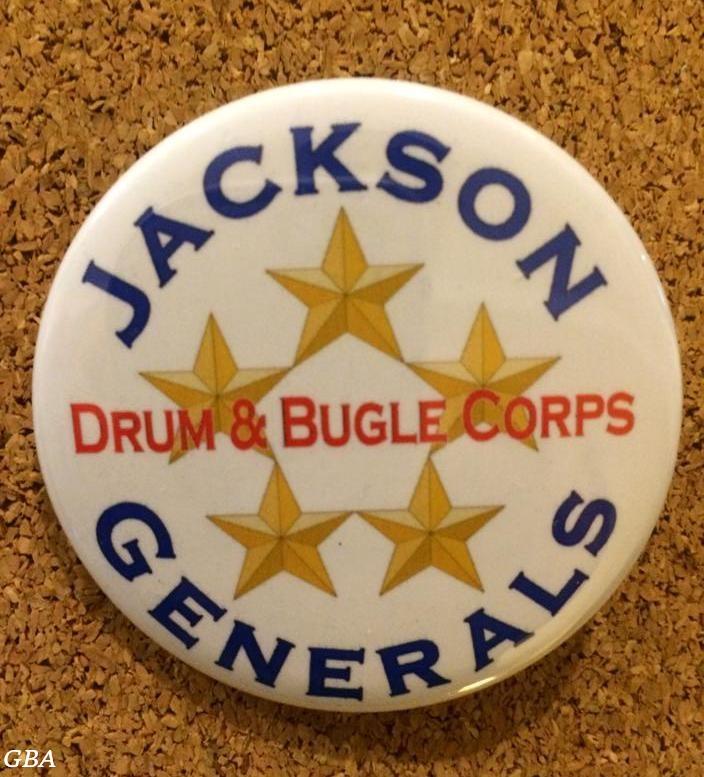 JACKSON
DRUM & BUGLE CORPS
GENERALS
GBA